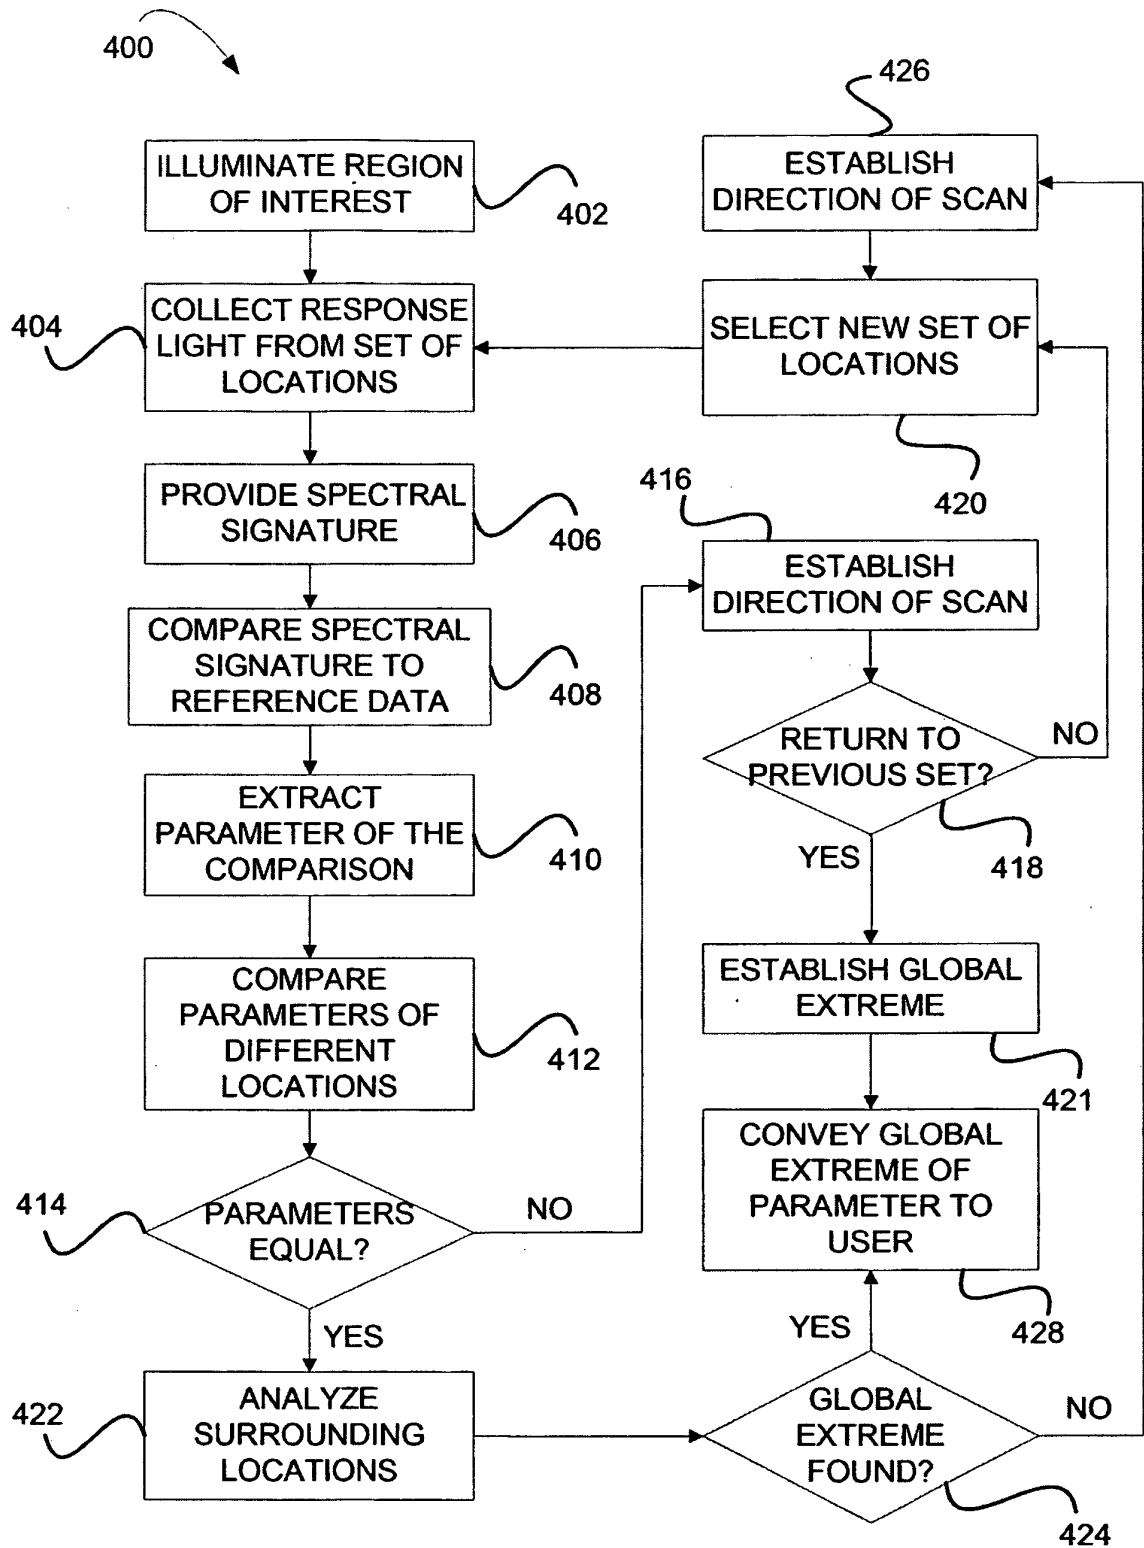 400
ILLUMINATE REGION
OF INTEREST
402
COLLECT RESPONSE
LIGHT FROM SET OF
LOCATIONS
404
PROVIDE SPECTRAL
SIGNATURE
406
COMPARE SPECTRAL
SIGNATURE TO
REFERENCE DATA
408
EXTRACT
PARAMETER OF THE
COMPARISON
410
COMPARE
PARAMETERS OF
DIFFERENT
LOCATIONS
412
PARAMETERS
EQUAL?
414
NO
YES
ANALYZE
SURROUNDING
LOCATIONS
422
426
ESTABLISH
DIRECTION OF SCAN
SELECT NEW SET OF
LOCATIONS
420
416
ESTABLISH
DIRECTION OF SCAN
RETURN TO
PREVIOUS SET?
NO
418
YES
ESTABLISH GLOBAL
EXTREME
421
CONVEY GLOBAL
EXTREME OF
PARAMETER TO
USER
428
YES
GLOBAL
EXTREME
FOUND?
NO
424